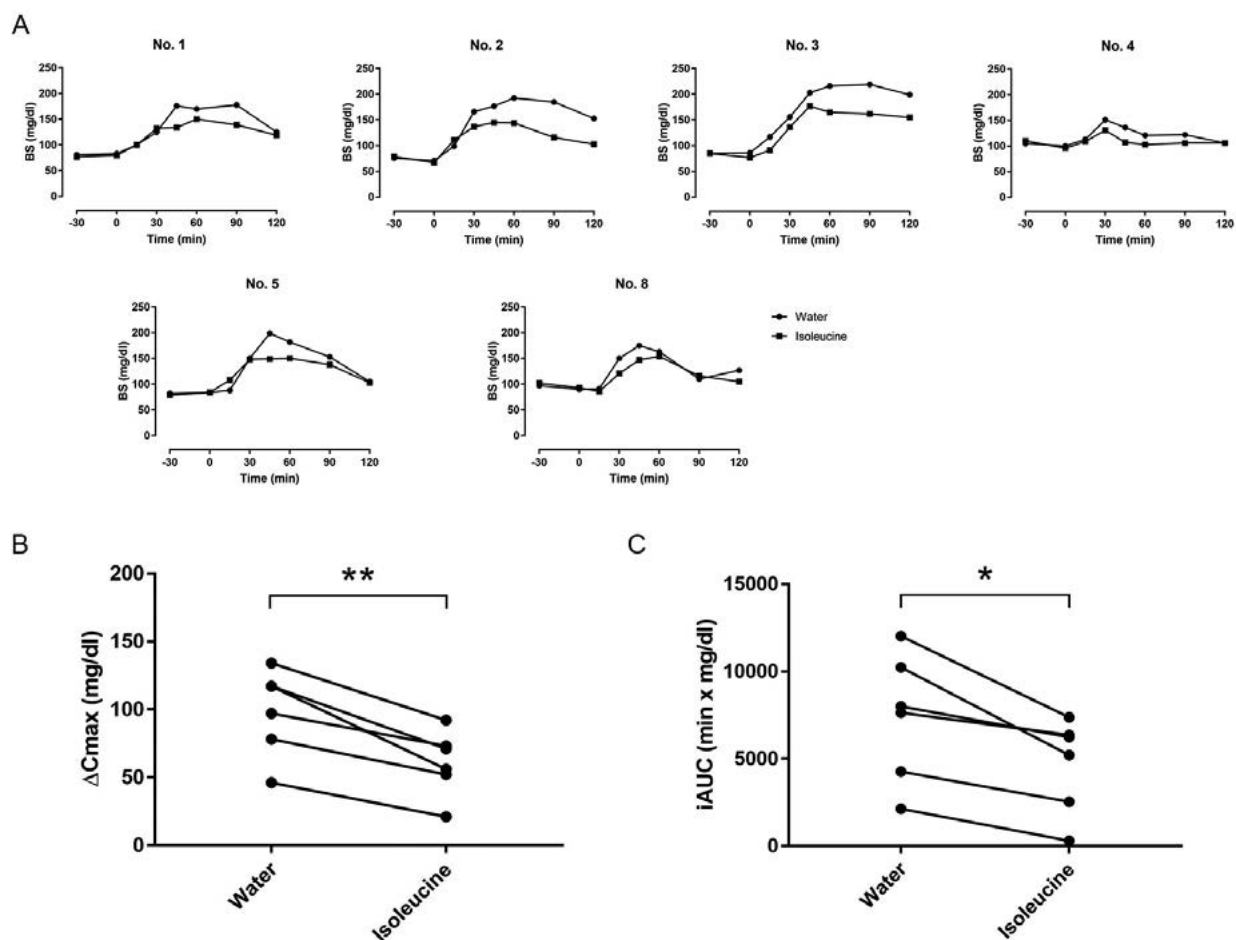 A
No. 1
No. 2
No. 3
No. 4
250
200
150
100
50
0
BS (mg/dl)
-30 0 30 60 90 120
Time (min)
250
200
150
100
50
0
BS (mg/dl)
-30 0 30 60 90 120
Time (min)
250
200
150
100
50
0
BS (mg/dl)
-30 0 30 60 90 120
Time (min)
250
200
150
100
50
0
BS (mg/dl)
-30 0 30 60 90 120
Time (min)
No. 5
No. 8
250
200
150
100
50
0
BS (mg/dl)
-30 0 30 60 90 120
Time (min)
250
200
150
100
50
0
BS (mg/dl)
-30 0 30 60 90 120
Time (min)
Water
Isoleucine
B
200
150
100
50
0
ΔCmax (mg/dl)
**
Water
Isoleucine
C
15000
10000
5000
0
iAUC (min x mg/dl)
*
Water
Isoleucine